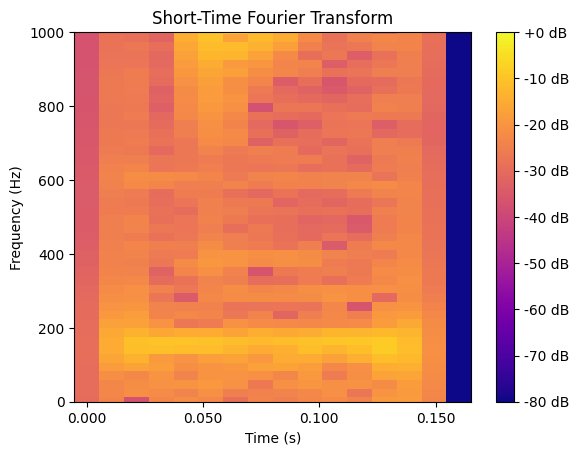 Short-Time Fourier Transform
1000
800
600
400
200
0
Frequency (Hz)
0.000
0.050
0.100
0.150
Time (s)
+0 dB
-10 dB
-20 dB
-30 dB
-40 dB
-50 dB
-60 dB
-70 dB
-80 dB